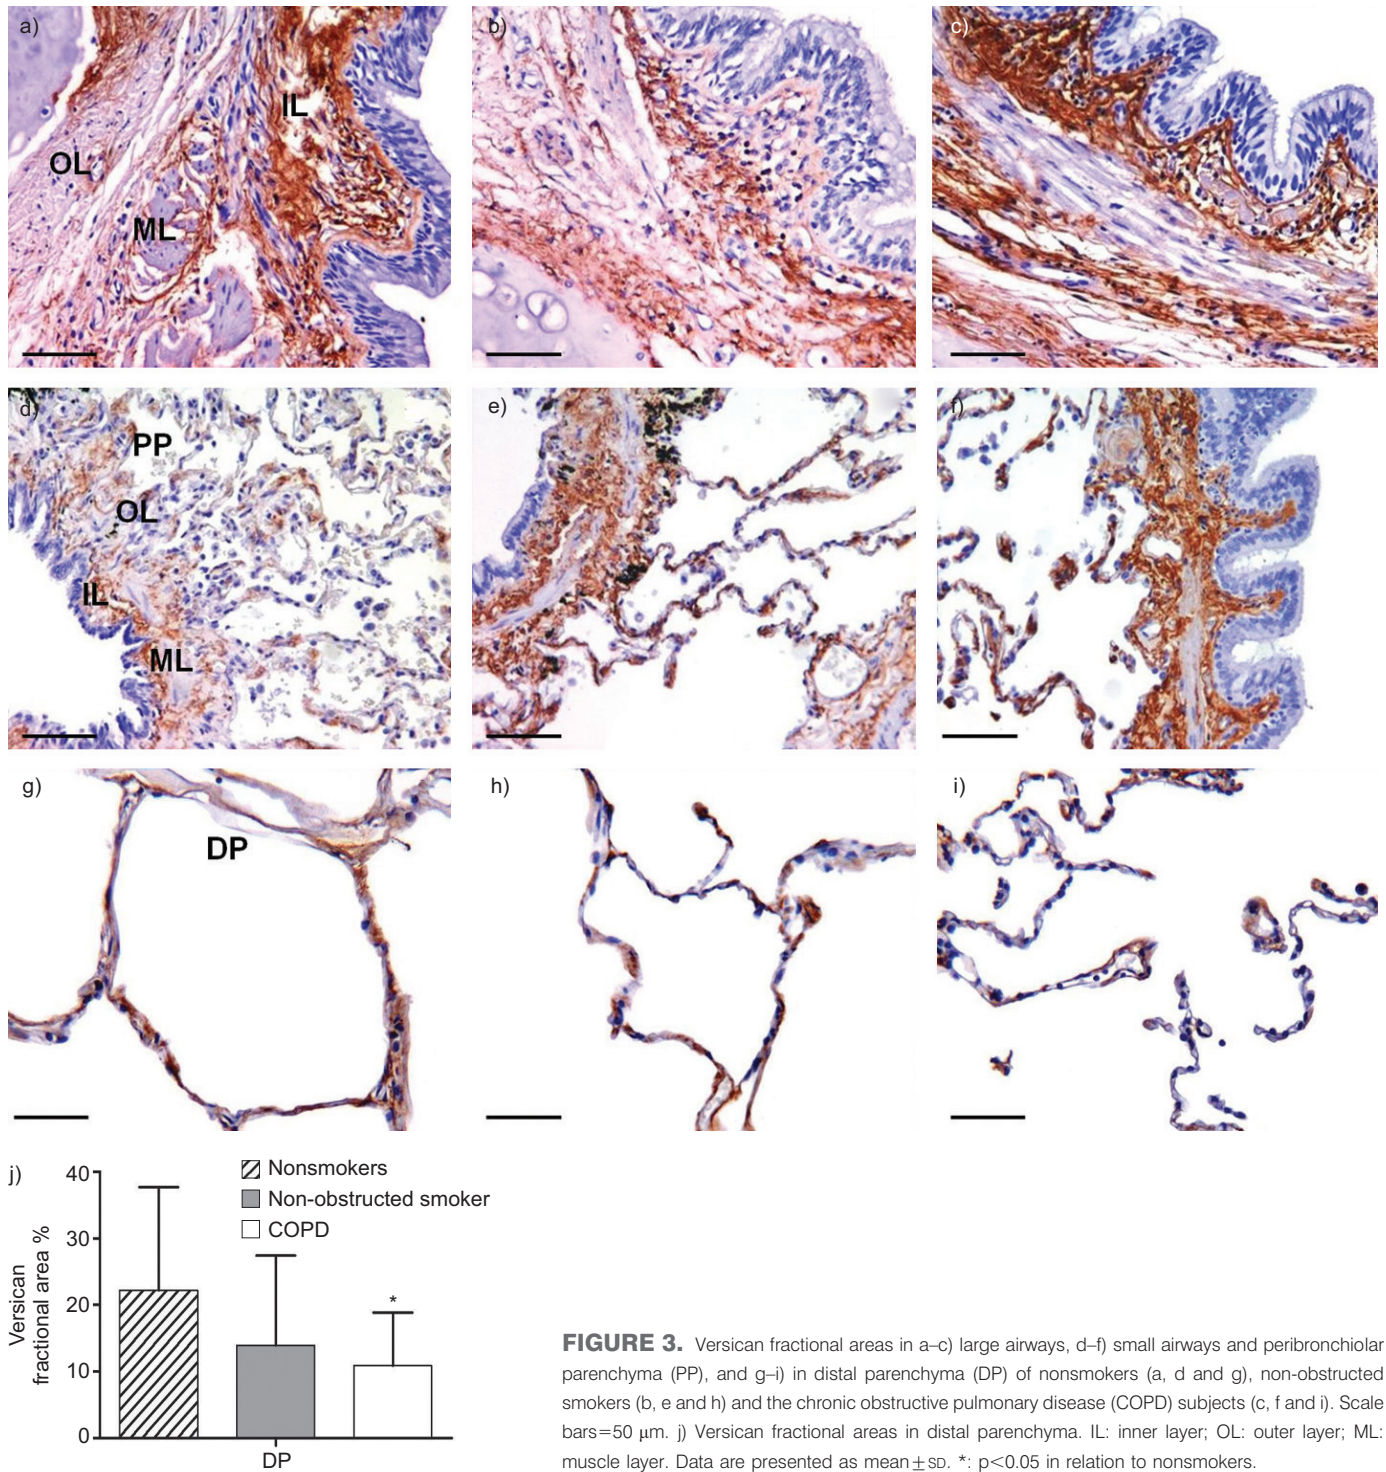 a)
b)
c)
IL
OL
ML
d)
e)
f)
PP
OL
IL
ML
g)
h)
i)
DP
j)
Nonsmokers
Non-obstructed smoker
COPD
Versican
fractional area %
40
30
20
10
0
*
DP
FIGURE 3. Versican fractional areas in a–c) large airways, d–f) small airways and peribronchiolar
parenchyma (PP), and g–i) in distal parenchyma (DP) of nonsmokers (a, d and g), non-obstructed
smokers (b, e and h) and the chronic obstructive pulmonary disease (COPD) subjects (c, f and i). Scale
bars=50 μm. j) Versican fractional areas in distal parenchyma. IL: inner layer; OL: outer layer; ML:
muscle layer. Data are presented as mean±SD. *: p<0.05 in relation to nonsmokers.